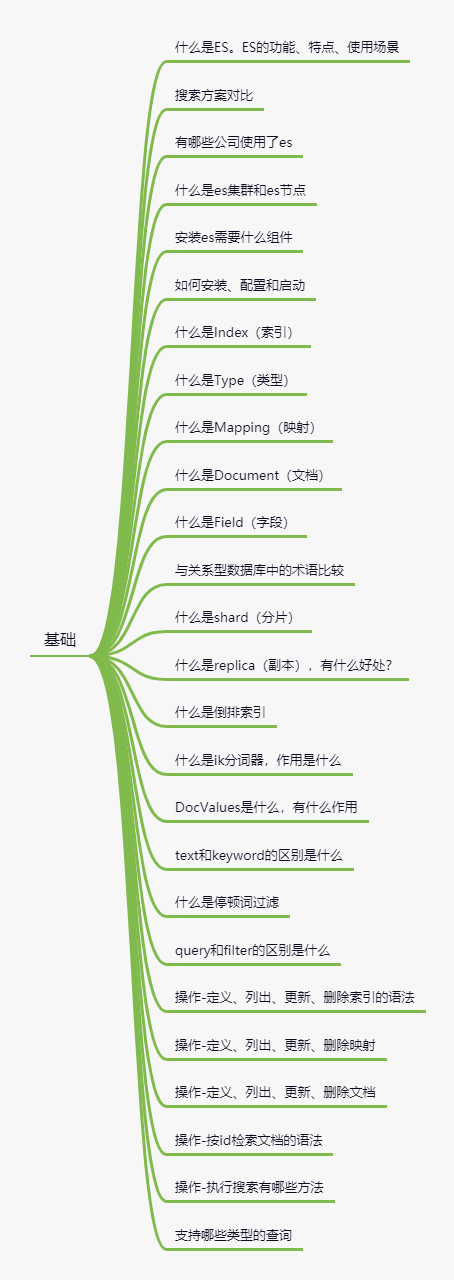 什么是ES。ES的功能、特点、使用场景
搜索方案对比
有哪些公司使用了es
什么是es集群和es节点
安装es需要什么组件
如何安装、配置和启动
什么是Index（索引）
什么是Type（类型）
什么是Mapping（映射）
什么是Document（文档）
什么是Field（字段）
与关系型数据库中的术语比较
什么是shard（分片）
基础
什么是replica（副本），有什么好处？
什么是倒排索引
什么是ik分词器，作用是什么
DocValues是什么，有什么作用
text和keyword的区别是什么
什么是停顿词过滤
query和filter的区别是什么
操作-定义、列出、更新、删除索引的语法
操作-定义、列出、更新、删除映射
操作-定义、列出、更新、删除文档
操作-按id检索文档的语法
操作-执行搜索有哪些方法
支持哪些类型的查询